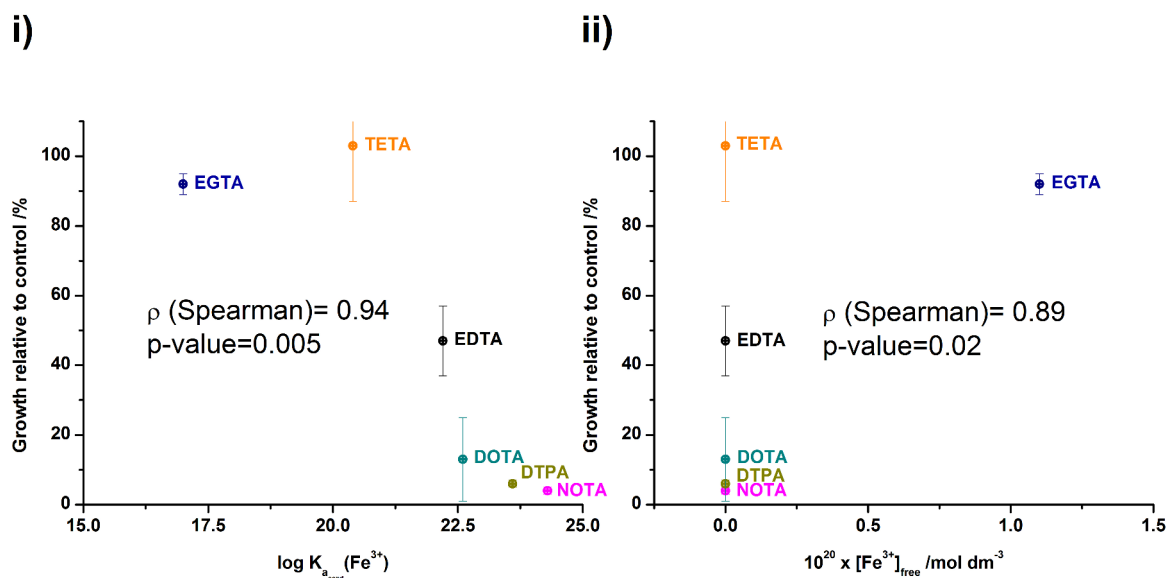 i)
ii)
Growth relative to control /%
100
80
60
40
20
0
TETA
EGTA
ρ (Spearman)= 0.94
p-value=0.005
EDTA
DOTA
DTPA
NOTA
15.0 17.5 20.0 22.5 25.0
log Kₐ (Fe³⁺)
Growth relative to control /%
100
80
60
40
20
0
TETA
EGTA
ρ (Spearman)= 0.89
p-value=0.02
EDTA
DOTA
DTPA
NOTA
0.0 0.5 1.0 1.5
10²⁰ x [Fe³⁺]free /mol dm⁻³